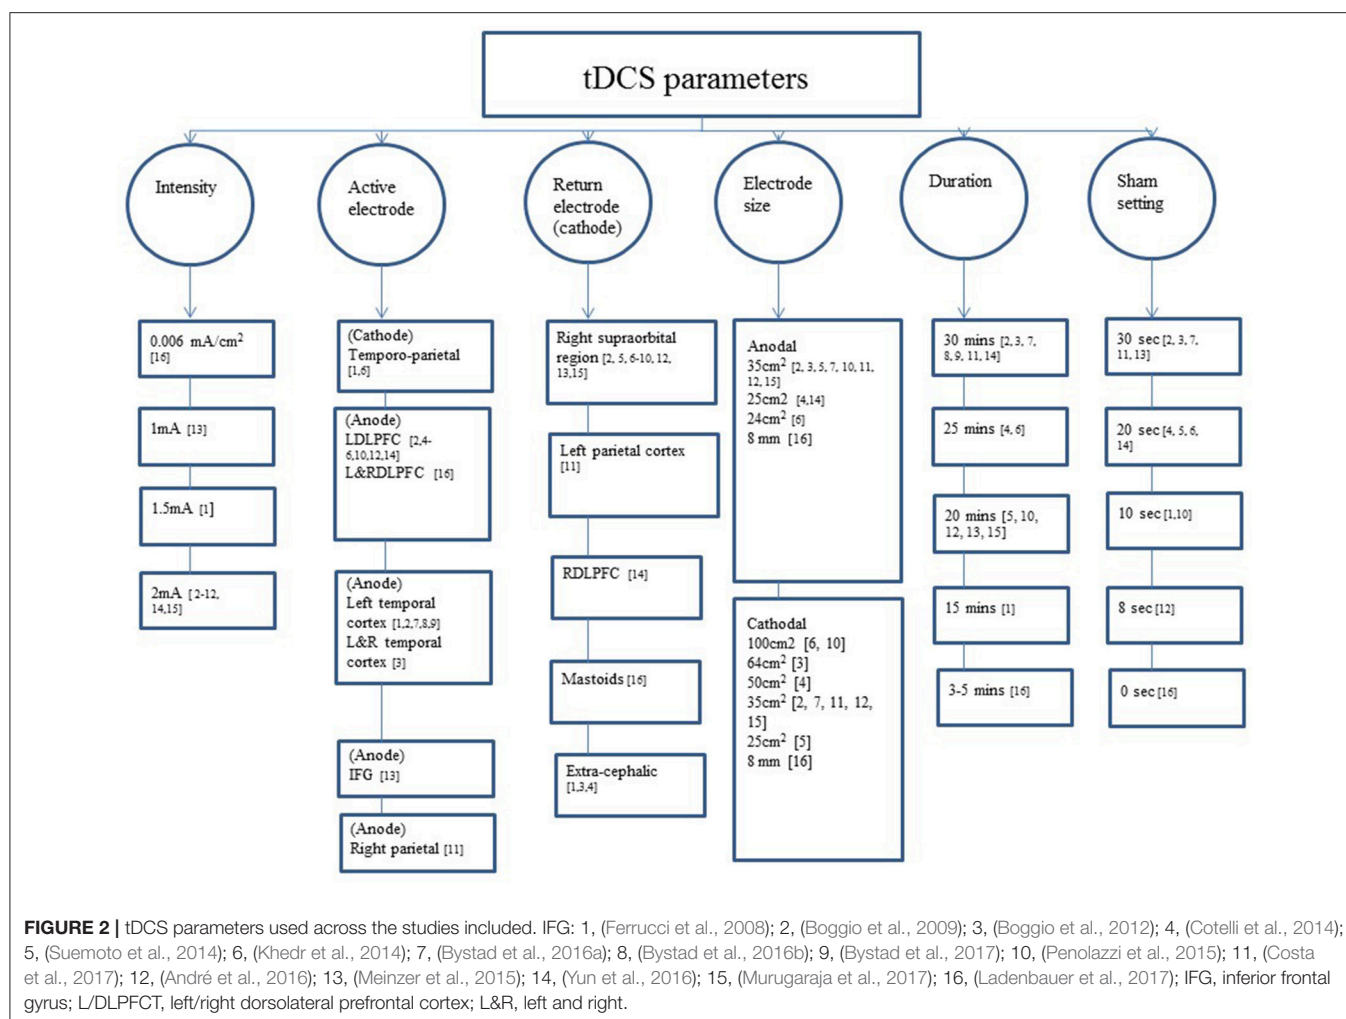 tDCS parameters
Intensity
Active
electrode
Return
electrode
(cathode)
Electrode
size
Duration
Sham
setting
0.006 mA/cm²
[16]
1mA [13]
1.5mA [1]
2mA [2-12,
14,15]
(Cathode)
Temporo-parietal
[1,6]
(Anode)
LDLPFC [2,4-
6,10,12,14]
L&RDLPFC [16]
(Anode)
Left temporal
cortex [1,2,7,8,9]
L&R temporal
cortex [3]
(Anode)
IFG [13]
(Anode)
Right parietal [11]
Right supraorbital
region [2, 5, 6-10, 12,
13,15]
Left parietal cortex
[11]
RDLPFC [14]
Mastoids [16]
Extra-cephalic
[1,3,4]
Anodal
35cm² [2, 3, 5, 7, 10, 11,
12, 15]
25cm2 [4,14]
24cm² [6]
8 mm [16]
Cathodal
100cm2 [6, 10]
64cm² [3]
50cm² [4]
35cm² [2, 7, 11, 12,
15]
25cm² [5]
8 mm [16]
30 mins [2, 3, 7,
8, 9, 11, 14]
25 mins [4, 6]
20 mins [5, 10,
12, 13, 15]
15 mins [1]
3-5 mins [16]
30 sec [2, 3, 7,
11, 13]
20 sec [4, 5, 6,
14]
10 sec [1,10]
8 sec [12]
0 sec [16]
FIGURE 2 | tDCS parameters used across the studies included. IFG: 1, (Ferrucci et al., 2008); 2, (Boggio et al., 2009); 3, (Boggio et al., 2012); 4, (Cotelli et al., 2014);
5, (Suemoto et al., 2014); 6, (Khedr et al., 2014); 7, (Bystad et al., 2016a); 8, (Bystad et al., 2016b); 9, (Bystad et al., 2017); 10, (Penolazzi et al., 2015); 11, (Costa
et al., 2017); 12, (André et al., 2016); 13, (Meinzer et al., 2015); 14, (Yun et al., 2016); 15, (Murugaraja et al., 2017); 16, (Ladenbauer et al., 2017); IFG, inferior frontal
gyrus; L/DLPFCT, left/right dorsolateral prefrontal cortex; L&R, left and right.